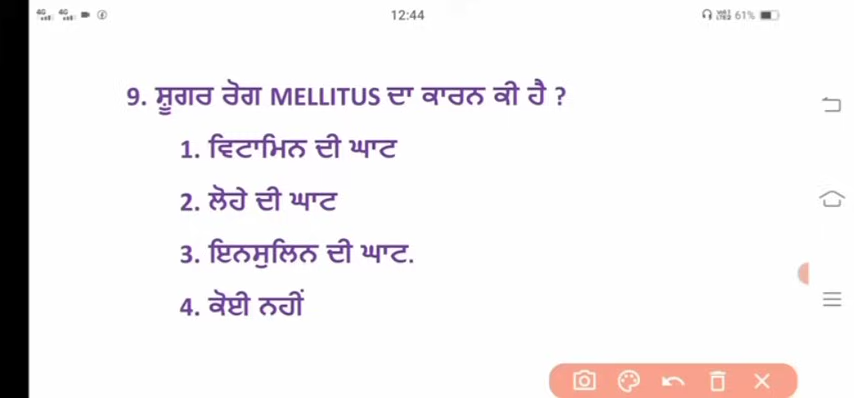 12:44
61%
9. ਸ਼ੂਗਰ ਰੋਗ MELLITUS ਦਾ ਕਾਰਨ ਕੀ ਹੈ ?
1. ਵਿਟਾਮਿਨ ਦੀ ਘਾਟ
2. ਲੋਹੇ ਦੀ ਘਾਟ
3. ਇਨਸੁਲਿਨ ਦੀ ਘਾਟ.
4. ਕੋਈ ਨਹੀਂ